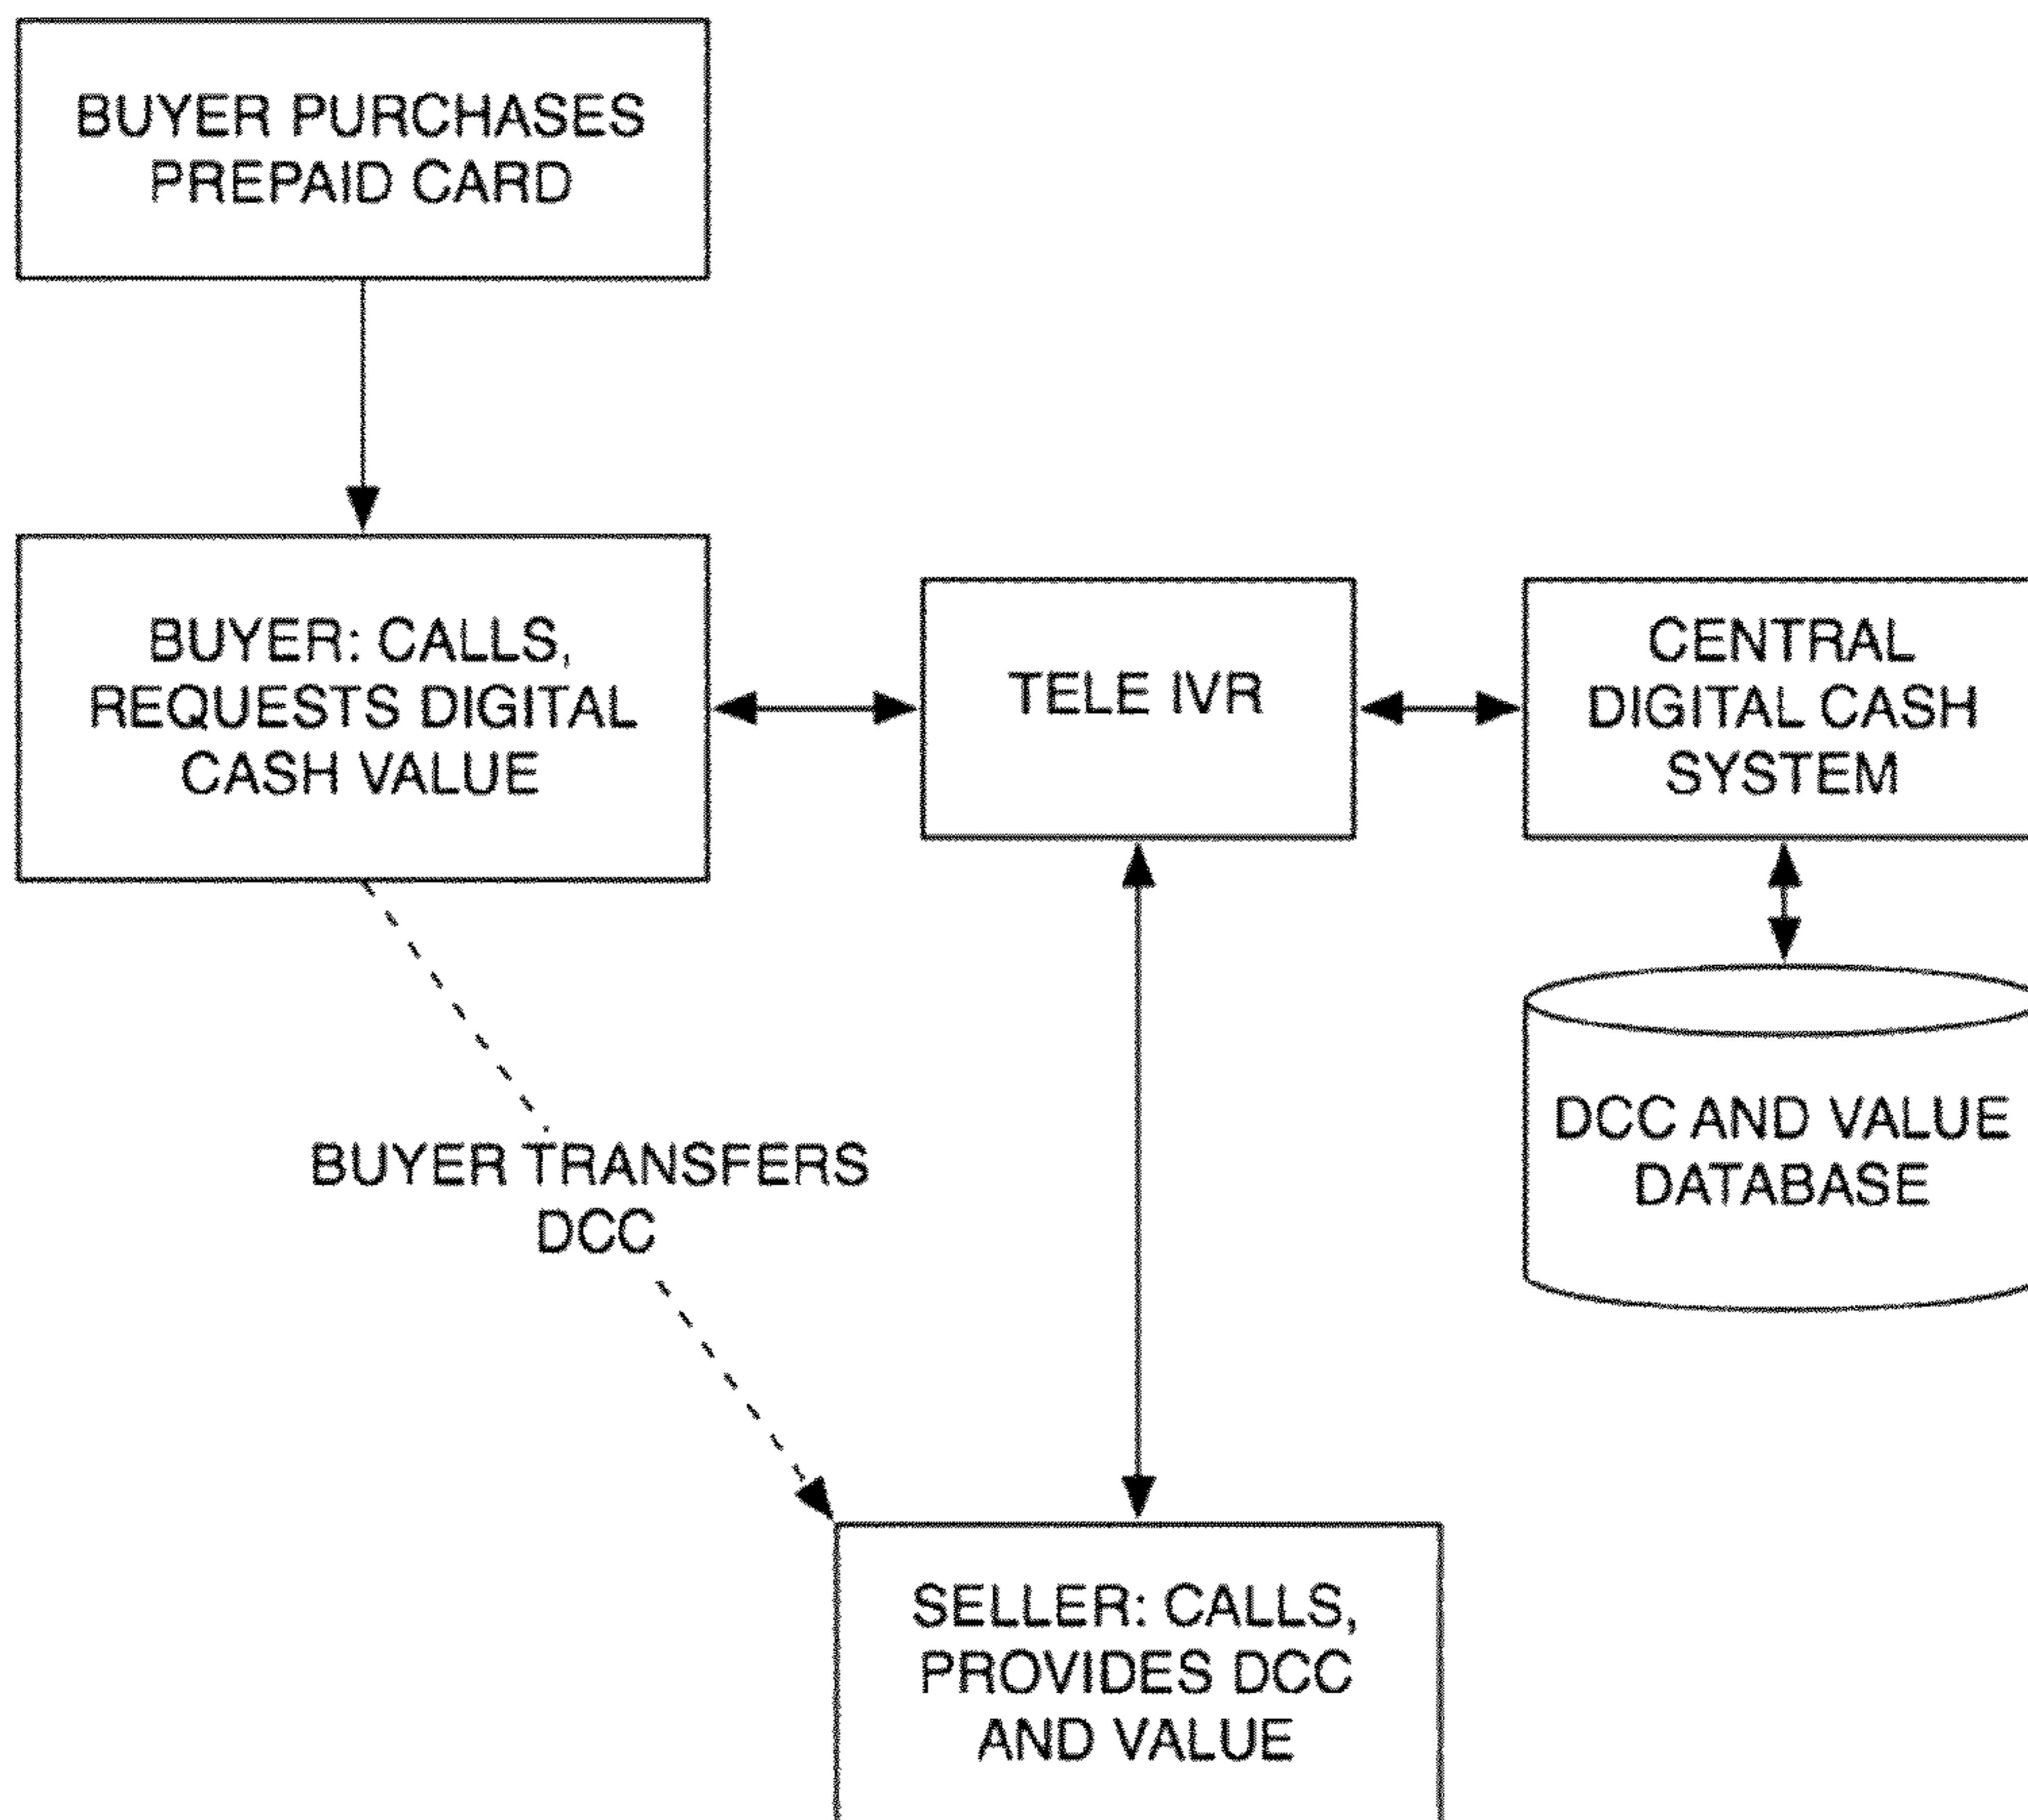 BUYER PURCHASES
PREPAID CARD
BUYER: CALLS,
REQUESTS DIGITAL
CASH VALUE
TELE IVR
CENTRAL
DIGITAL CASH
SYSTEM
DCC AND VALUE
DATABASE
BUYER TRANSFERS
DCC
SELLER: CALLS,
PROVIDES DCC
AND VALUE